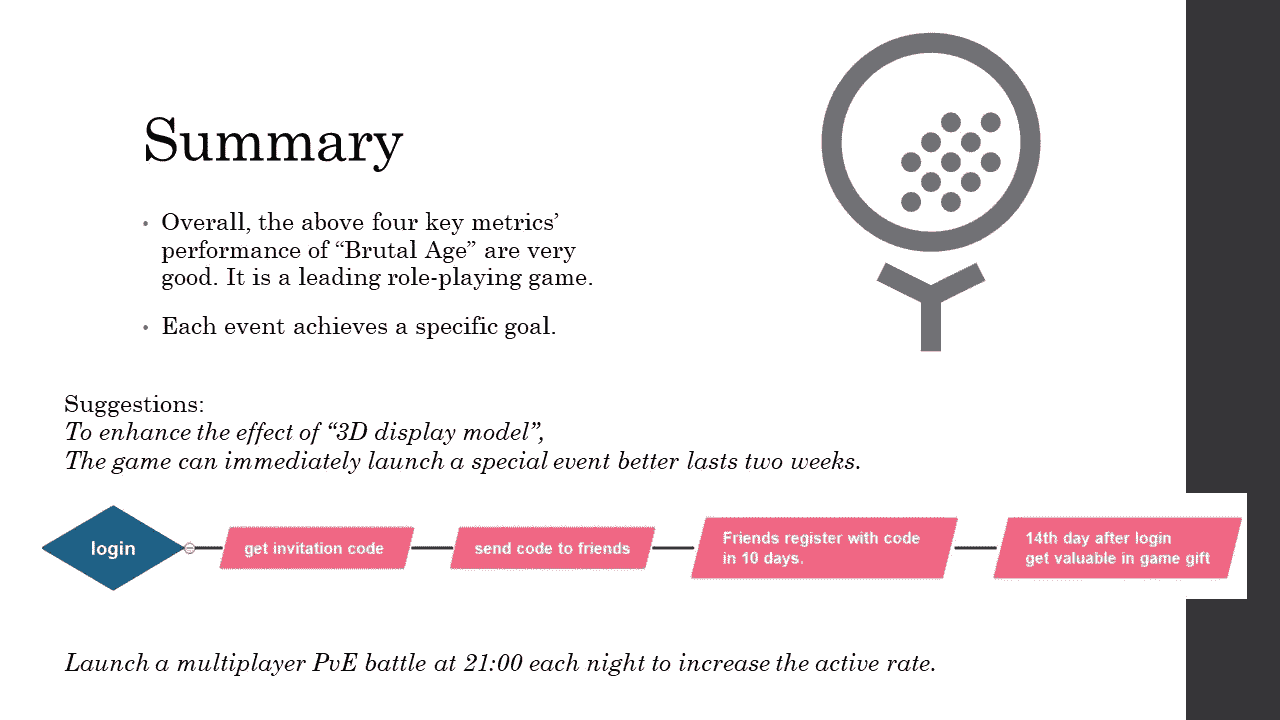 Summary
• Overall, the above four key metrics’
performance of “Brutal Age” are very
good. It is a leading role-playing game.
• Each event achieves a specific goal.
Suggestions:
To enhance the effect of “3D display model”,
The game can immediately launch a special event better lasts two weeks.
login
get invitation code
send code to friends
Friends register with code
in 10 days.
14th day after login
get valuable in game gift
Launch a multiplayer PvE battle at 21:00 each night to increase the active rate.